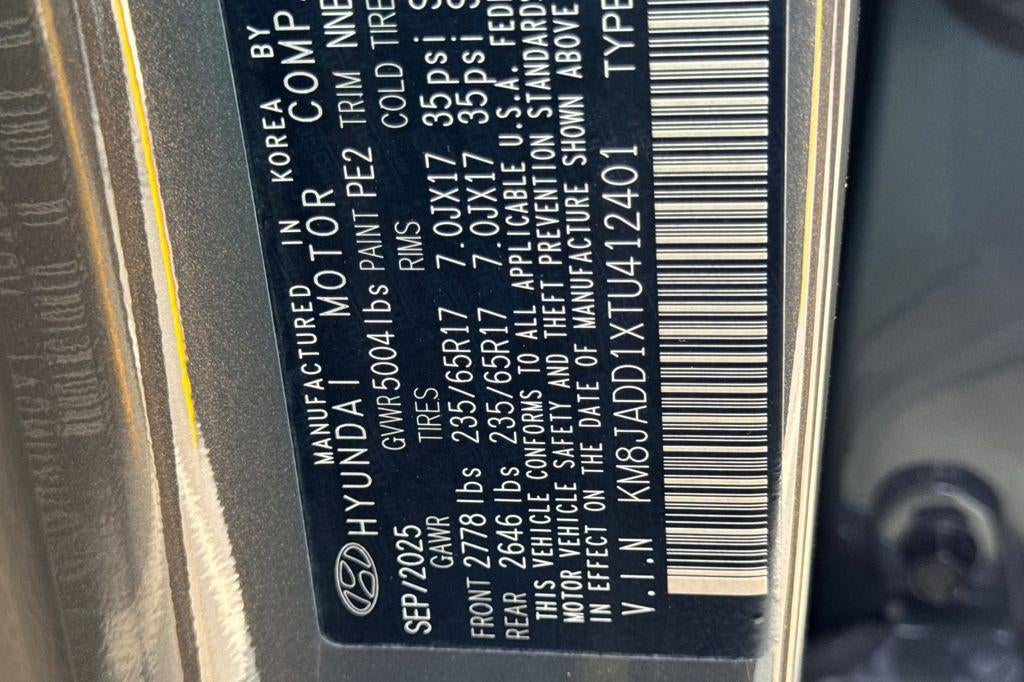 MANUFACTURED IN KOREA BY
HYUNDAI MOTOR COMP
SEP/2025 GVWR 5004 lbs PAINT PE2 TRIM NNB
GAWR TIRES RIMS COLD TIRE
FRONT 2778 lbs 235/65R17 7.0JX17 35psi
REAR 2646 lbs 235/65R17 7.0JX17 35psi
THIS VEHICLE CONFORMS TO ALL APPLICABLE U.S.A. FED
MOTOR VEHICLE SAFETY AND THEFT PREVENTION STANDARDS
IN EFFECT ON THE DATE OF MANUFACTURE SHOWN ABOVE
V.I.N KM8JADD1XTU412401 TYPE